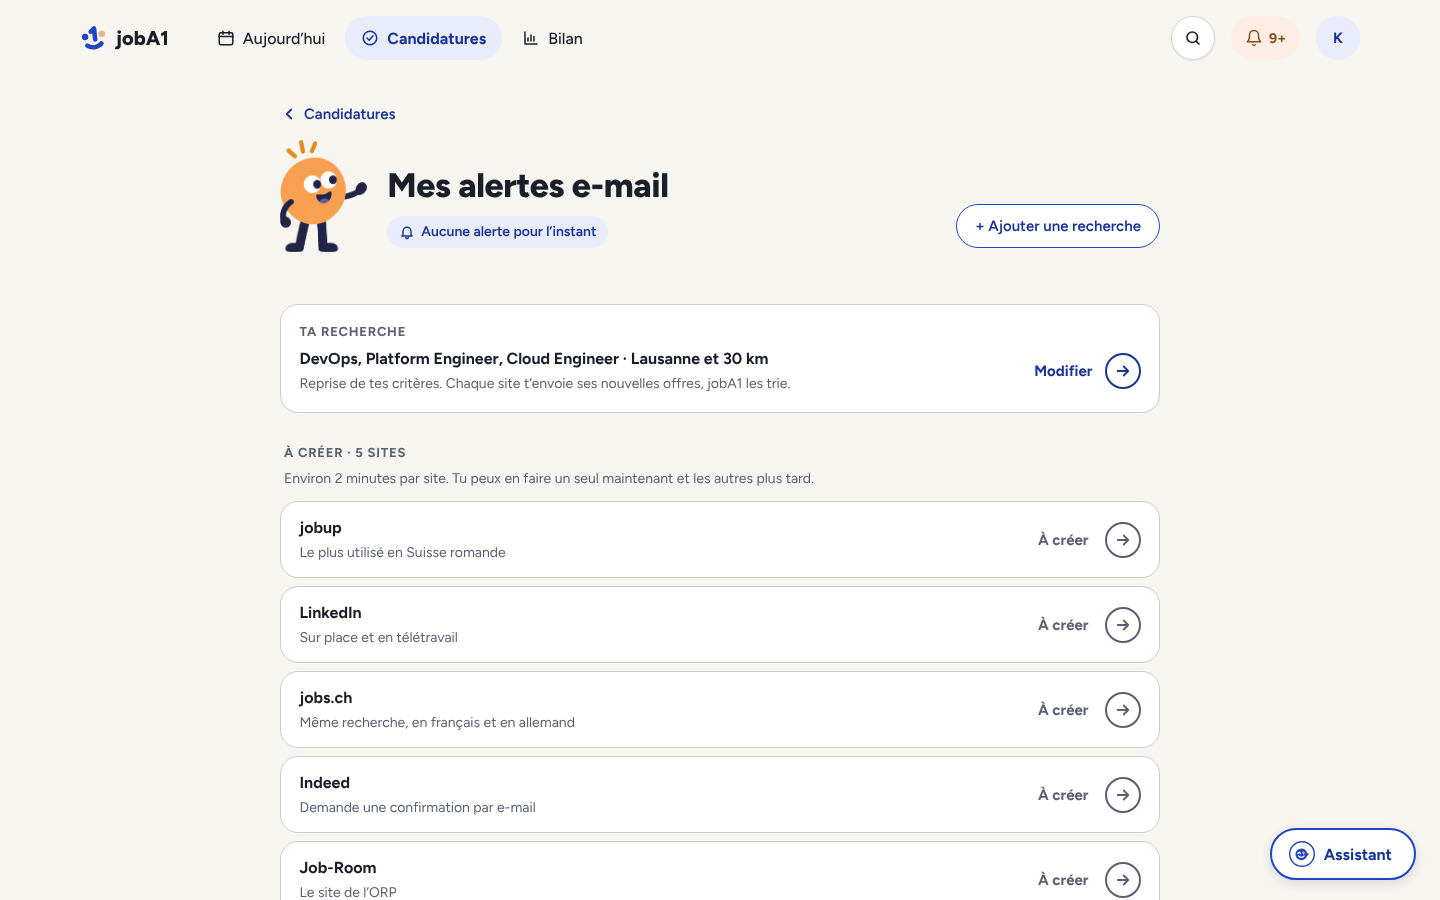 jobA1
Aujourd’hui
Candidatures
Bilan
9+
K
Candidatures
Mes alertes e-mail
Aucune alerte pour l’instant
+ Ajouter une recherche
TA RECHERCHE
DevOps, Platform Engineer, Cloud Engineer · Lausanne et 30 km
Reprise de tes critères. Chaque site t’envoie ses nouvelles offres, jobA1 les trie.
Modifier
À CRÉER · 5 SITES
Environ 2 minutes par site. Tu peux en faire un seul maintenant et les autres plus tard.
jobup
Le plus utilisé en Suisse romande
À créer
LinkedIn
Sur place et en télétravail
À créer
jobs.ch
Même recherche, en français et en allemand
À créer
Indeed
Demande une confirmation par e-mail
À créer
Job-Room
Le site de l’ORP
À créer
Assistant